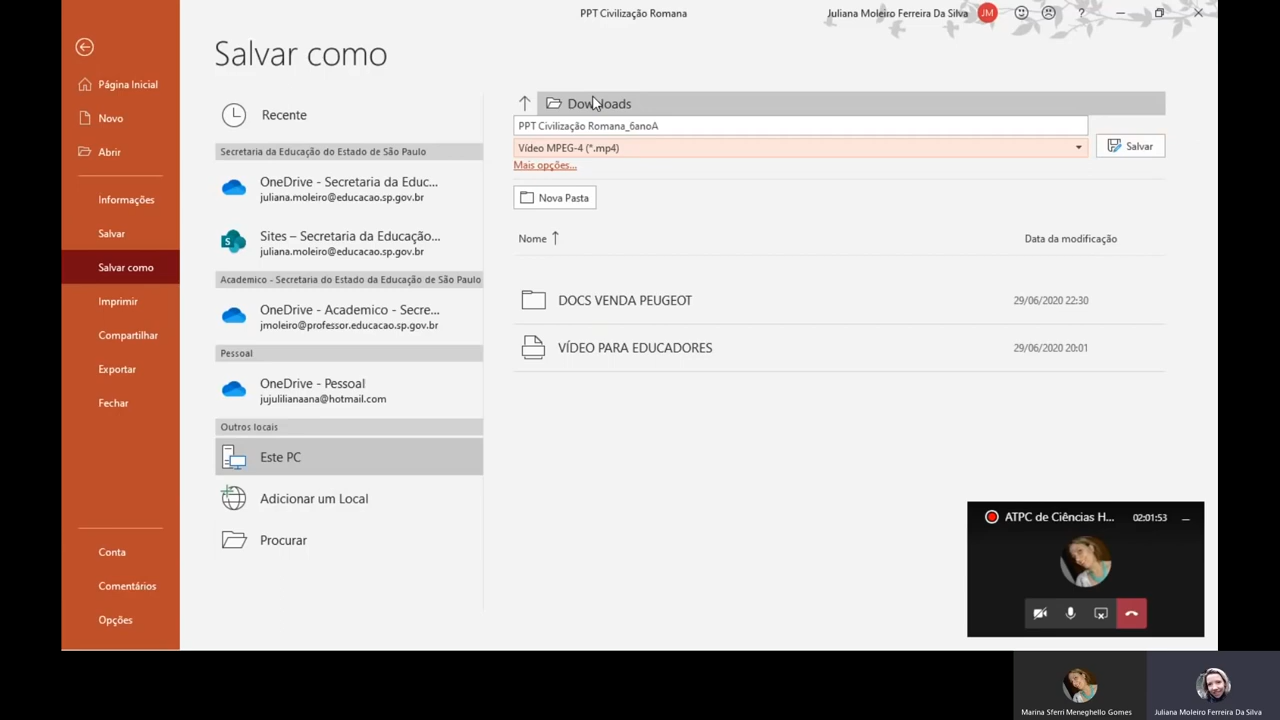 PPT Civilização Romana
Juliana Moleiro Ferreira Da Silva
JM
?
Salvar como
Página Inicial
Novo
Abrir
Informações
Salvar
Salvar como
Imprimir
Compartilhar
Exportar
Fechar
Conta
Comentários
Opções
Recente
Secretaria da Educação do Estado de São Paulo
OneDrive - Secretaria da Educ...
juliana.moleiro@educacao.sp.gov.br
Sites – Secretaria da Educação...
juliana.moleiro@educacao.sp.gov.br
Academico - Secretaria do Estado da Educação de São Paulo
OneDrive - Academico - Secre...
jmoleiro@professor.educacao.sp.gov.br
Pessoal
OneDrive - Pessoal
jujulilianaana@hotmail.com
Outros locais
Este PC
Adicionar um Local
Procurar
Downloads
PPT Civilização Romana_6anoA
Vídeo MPEG-4 (*.mp4)
Salvar
Mais opções...
Nova Pasta
Nome
Data da modificação
DOCS VENDA PEUGEOT
29/06/2020 22:30
VÍDEO PARA EDUCADORES
29/06/2020 20:01
ATPC de Ciências H...
02:01:53
Marina Sferri Meneghello Gomes
Juliana Moleiro Ferreira Da Silva